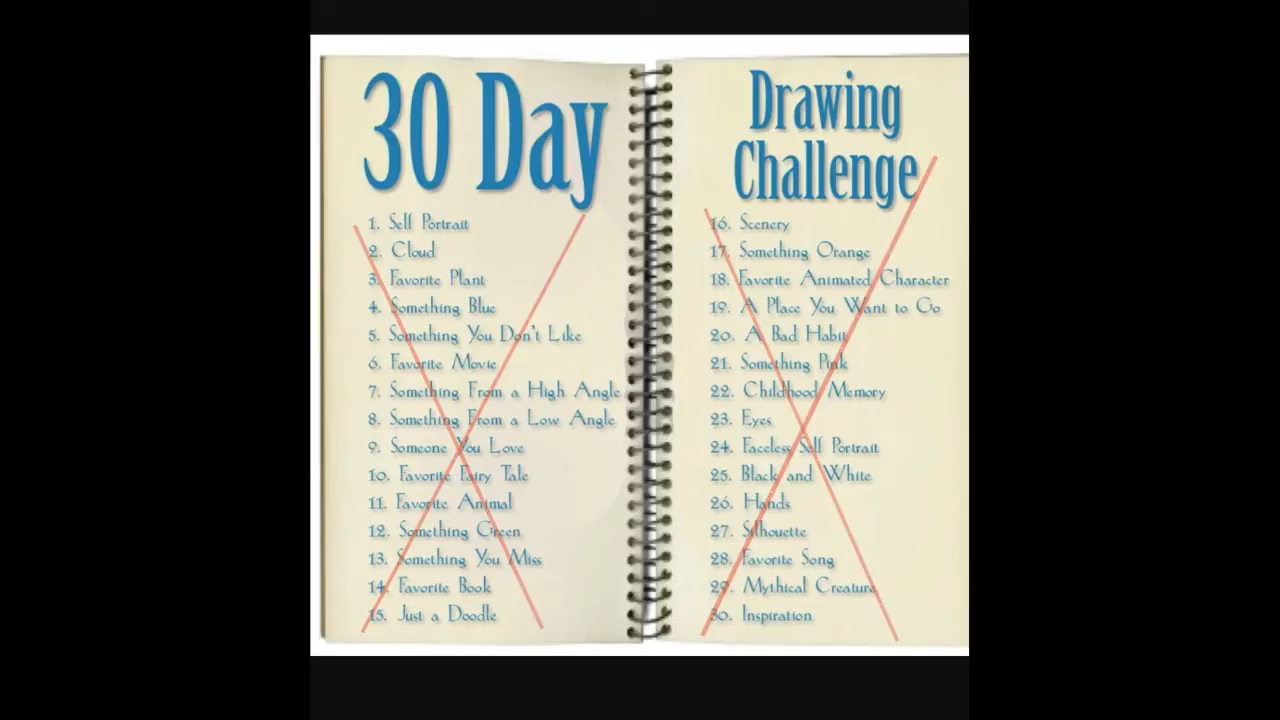 30 Day
1. Self Portrait
2. Cloud
3. Favorite Plant
4. Something Blue
5. Something You Don't Like
6. Favorite Movie
7. Something From a High Angle
8. Something From a Low Angle
9. Someone You Love
10. Favorite Fairy Tale
11. Favorite Animal
12. Something Green
13. Something You Miss
14. Favorite Book
15. Just a Doodle
Drawing
Challenge
16. Scenery
17. Something Orange
18. Favorite Animated Character
19. A Place You Want to Go
20. A Bad Habit
21. Something Pink
22. Childhood Memory
23. Eyes
24. Faceless Self Portrait
25. Black and White
26. Hands
27. Silhouette
28. Favorite Song
29. Mythical Creature
30. Inspiration